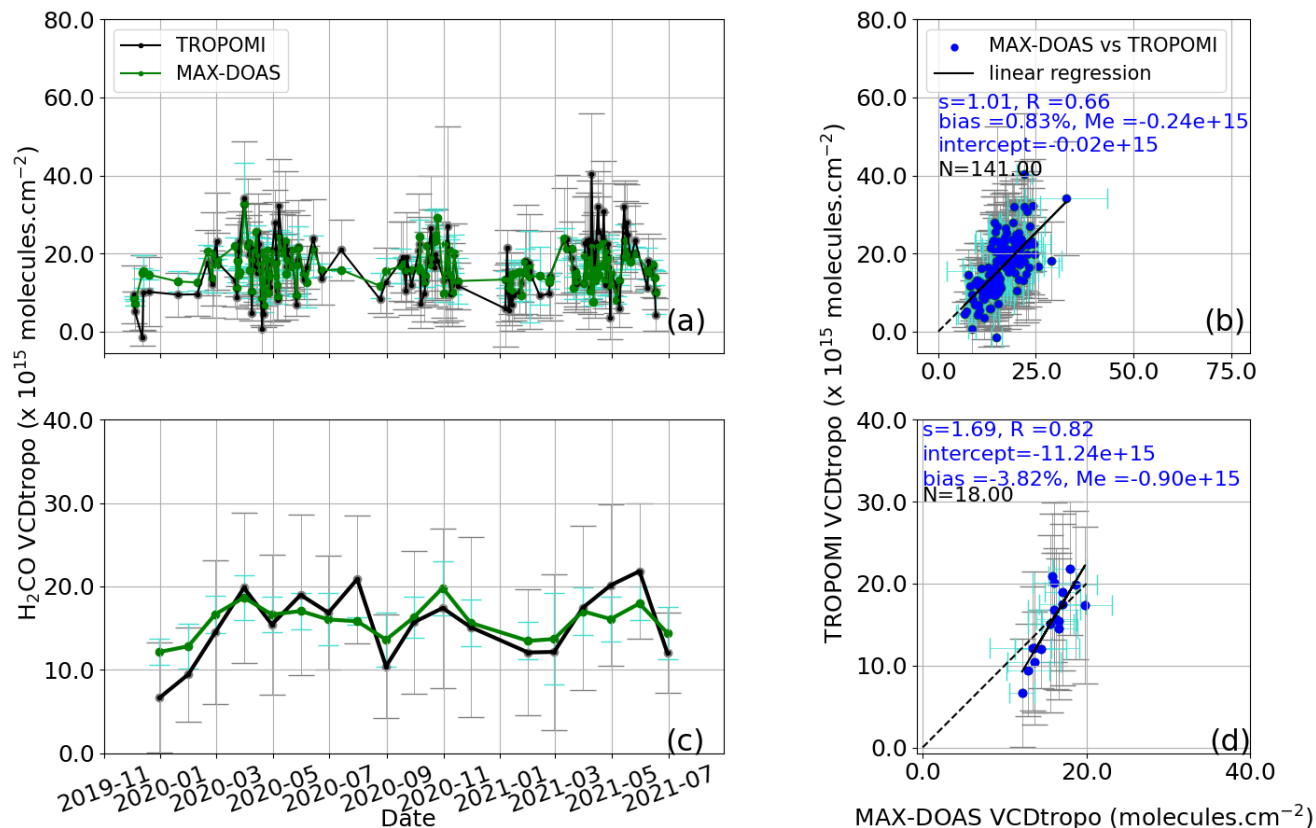 H₂CO VCDtropo (x 10¹⁵ molecules.cm⁻²)
80.0
60.0
40.0
20.0
0.0
TROPOMI
MAX-DOAS
(a)
TROPOMI VCDtropo (x 10¹⁵ molecules.cm⁻²)
80.0
60.0
40.0
20.0
0.0
MAX-DOAS vs TROPOMI
linear regression
s=1.01, R =0.66
bias =0.83%, Me =-0.24e+15
intercept=-0.02e+15
N=141.00
(b)
0.0 25.0 50.0 75.0
40.0
30.0
20.0
10.0
0.0
(c)
2019-11 2020-01 2020-03 2020-05 2020-07 2020-09 2020-11 2021-01 2021-03 2021-05 2021-07
Date
40.0
30.0
20.0
10.0
0.0
s=1.69, R =0.82
intercept=-11.24e+15
bias =-3.82%, Me =-0.90e+15
N=18.00
(d)
0.0 20.0 40.0
MAX-DOAS VCDtropo (molecules.cm⁻²)